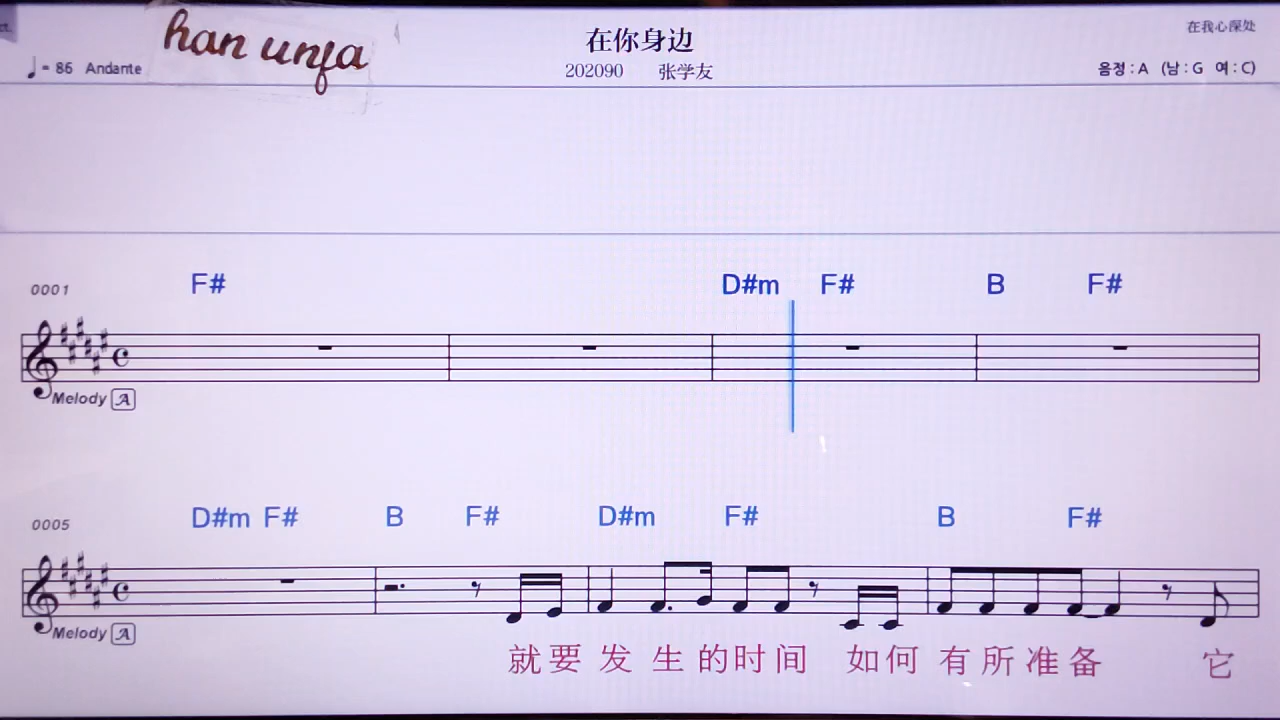 han unfa
在你身边
在我心深处
♩= 86 Andante
202090 张学友
음정 : A (남 : G 여 : C)
F# D#m F# B F#
0001
Melody A
D#m F# B F# D#m F# B F#
0005
Melody A
就要发生的时间 如何有所准备 它